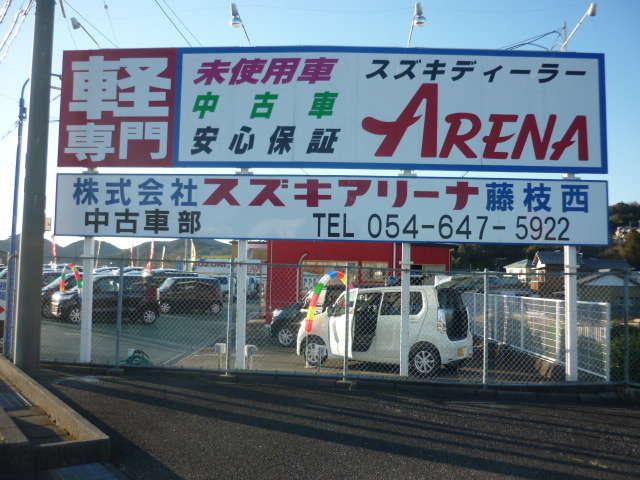 軽
専門
未使用車
中古車
安心保証
スズキディーラー
ARENA
株式会社スズキアリーナ藤枝西
中古車部 TEL 054-647-5922